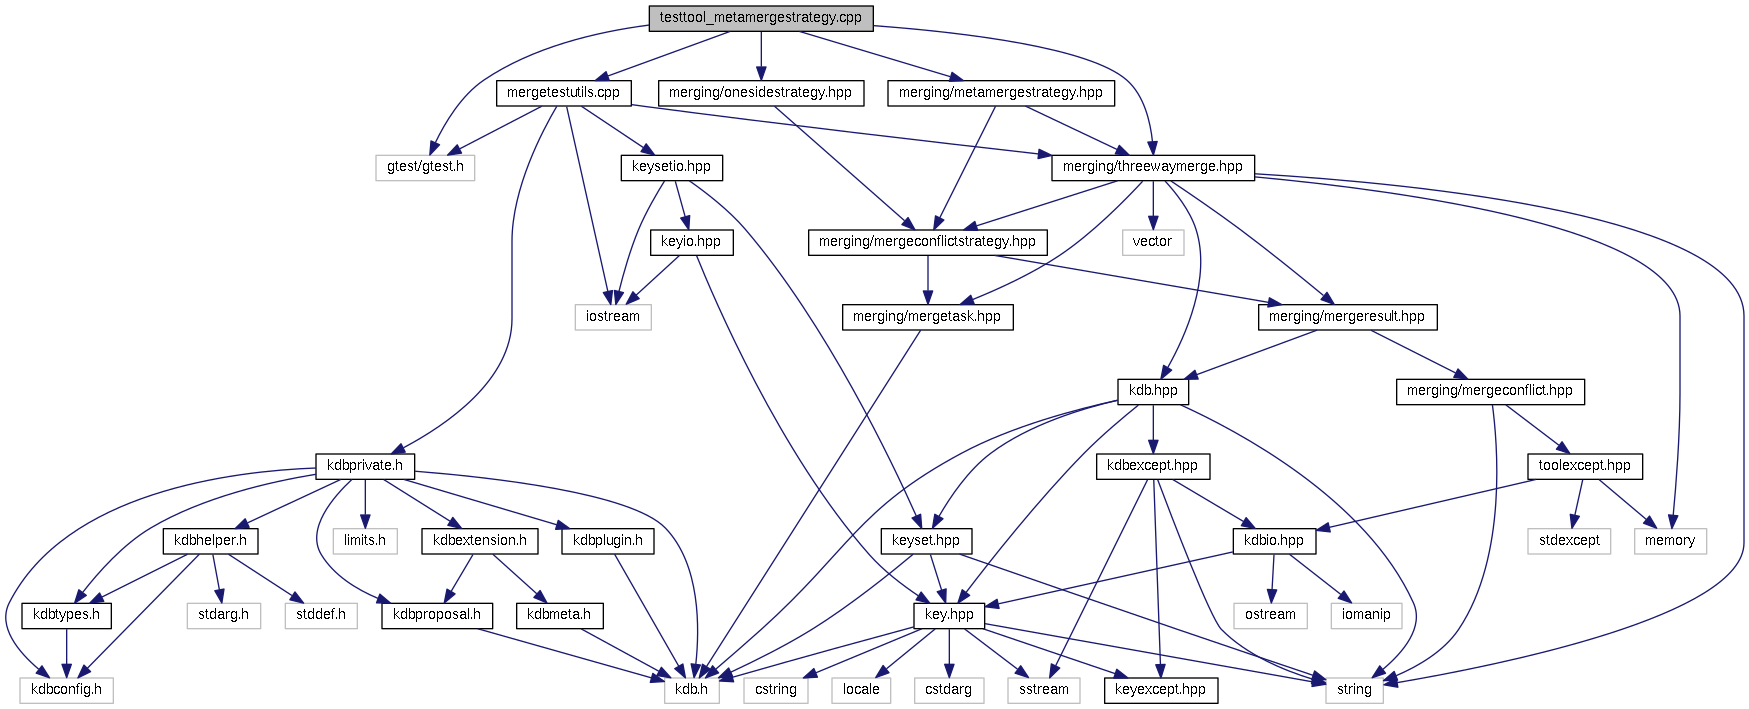 testtool_metamergestrategy.cpp
mergetestutils.cpp
merging/onesidestrategy.hpp
merging/metamergestrategy.hpp
gtest/gtest.h
keysetio.hpp
merging/threewaymerge.hpp
keyio.hpp
merging/mergeconflictstrategy.hpp
vector
iostream
merging/mergetask.hpp
merging/mergeresult.hpp
kdb.hpp
merging/mergeconflict.hpp
kdbprivate.h
kdbexcept.hpp
toolexcept.hpp
kdbhelper.h
limits.h
kdbextension.h
kdbplugin.h
keyset.hpp
kdbio.hpp
stdexcept
memory
kdbtypes.h
stdarg.h
stddef.h
kdbproposal.h
kdbmeta.h
key.hpp
ostream
iomanip
kdbconfig.h
kdb.h
cstring
locale
cstdarg
sstream
keyexcept.hpp
string